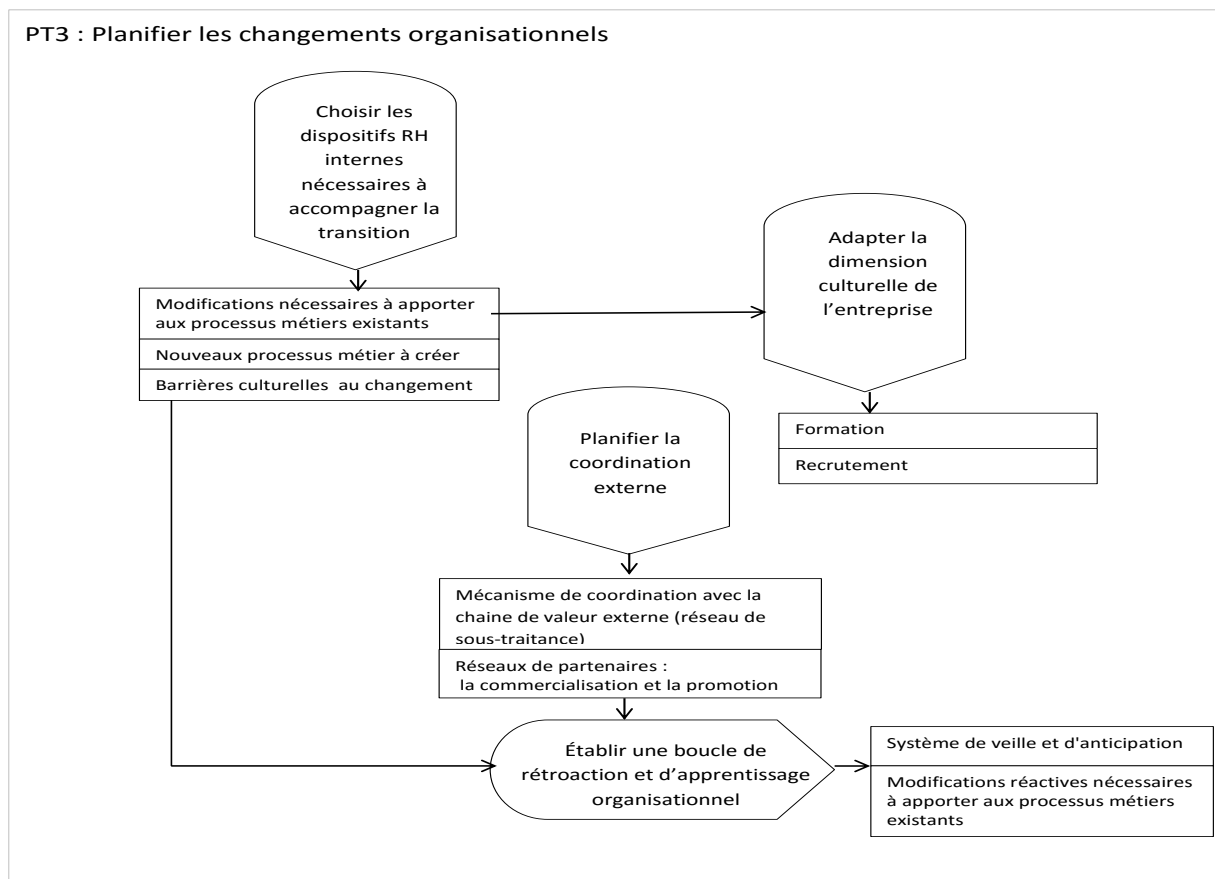 PT3 : Planifier les changements organisationnels
Choisir les
dispositifs RH
internes
nécessaires à
accompagner la
transition
Adapter la
dimension
culturelle de
l’entreprise
Modifications nécessaires à apporter
aux processus métiers existants
Nouveaux processus métier à créer
Barrières culturelles au changement
Formation
Recrutement
Planifier la
coordination
externe
Mécanisme de coordination avec la
chaine de valeur externe (réseau de
sous-traitance)
Réseaux de partenaires :
la commercialisation et la promotion
Établir une boucle de
rétroaction et d’apprentissage
organisationnel
Système de veille et d'anticipation
Modifications réactives nécessaires
à apporter aux processus métiers
existants